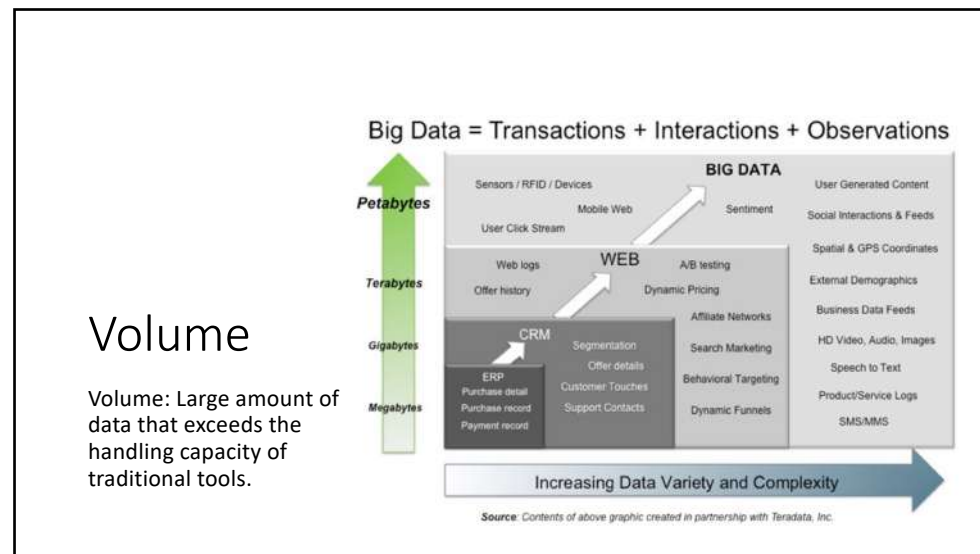 Volume
Volume: Large amount of
data that exceeds the
handling capacity of
traditional tools.
Big Data = Transactions + Interactions + Observations
Petabytes
Terabytes
Gigabytes
Megabytes
BIG DATA
Sensors / RFID / Devices
Mobile Web
User Click Stream
Sentiment
User Generated Content
Social Interactions & Feeds
Spatial & GPS Coordinates
External Demographics
Business Data Feeds
HD Video, Audio, Images
Speech to Text
Product/Service Logs
SMS/MMS
WEB
Web logs
Offer history
A/B testing
Dynamic Pricing
Affiliate Networks
Search Marketing
Behavioral Targeting
Dynamic Funnels
CRM
Segmentation
Offer details
Customer Touches
Support Contacts
ERP
Purchase detail
Purchase record
Payment record
Increasing Data Variety and Complexity
Source: Contents of above graphic created in partnership with Teradata, Inc.